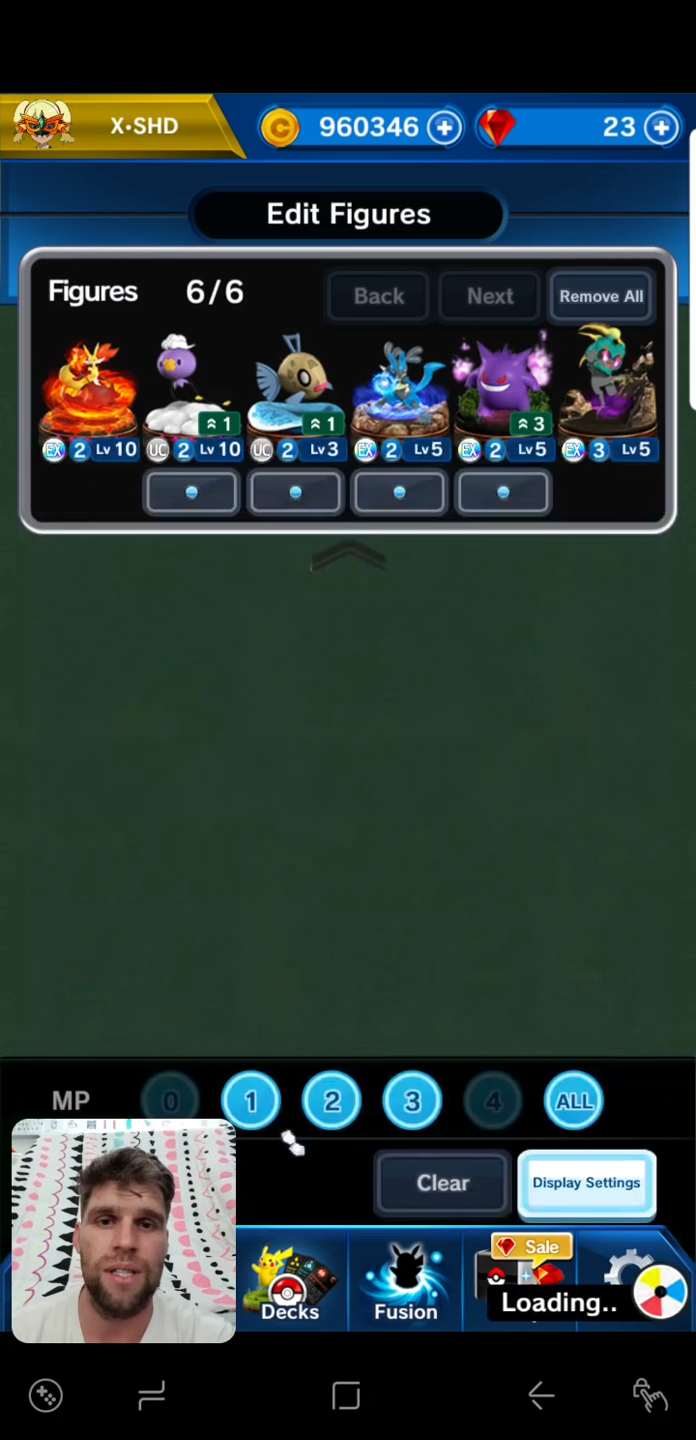 X•SHD
960346
23
Edit Figures
Figures 6/6
Back
Next
Remove All
1
1
3
EX 2 Lv 10
UC 2 Lv 10
UC 2 Lv 3
EX 2 Lv 5
EX 2 Lv 5
EX 3 Lv 5
MP
0
1
2
3
4
ALL
Clear
Display Settings
Sale
Decks
Fusion
Loading..